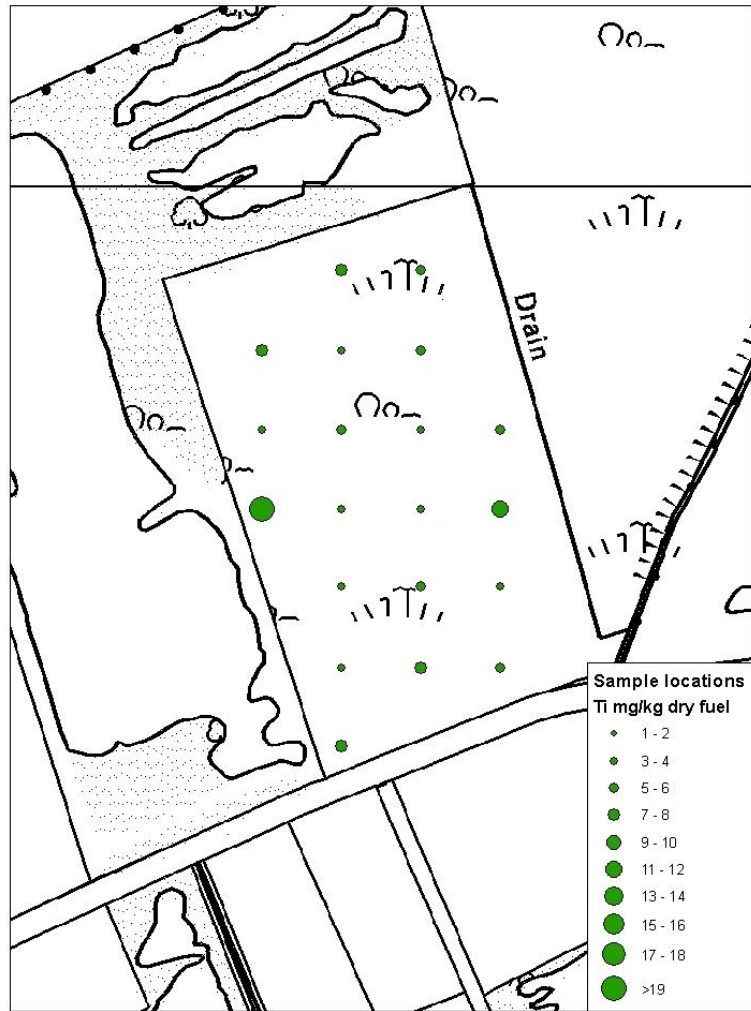 Drain
Sample locations
Ti mg/kg dry fuel
1 - 2
3 - 4
5 - 6
7 - 8
9 - 10
11 - 12
13 - 14
15 - 16
17 - 18
>19